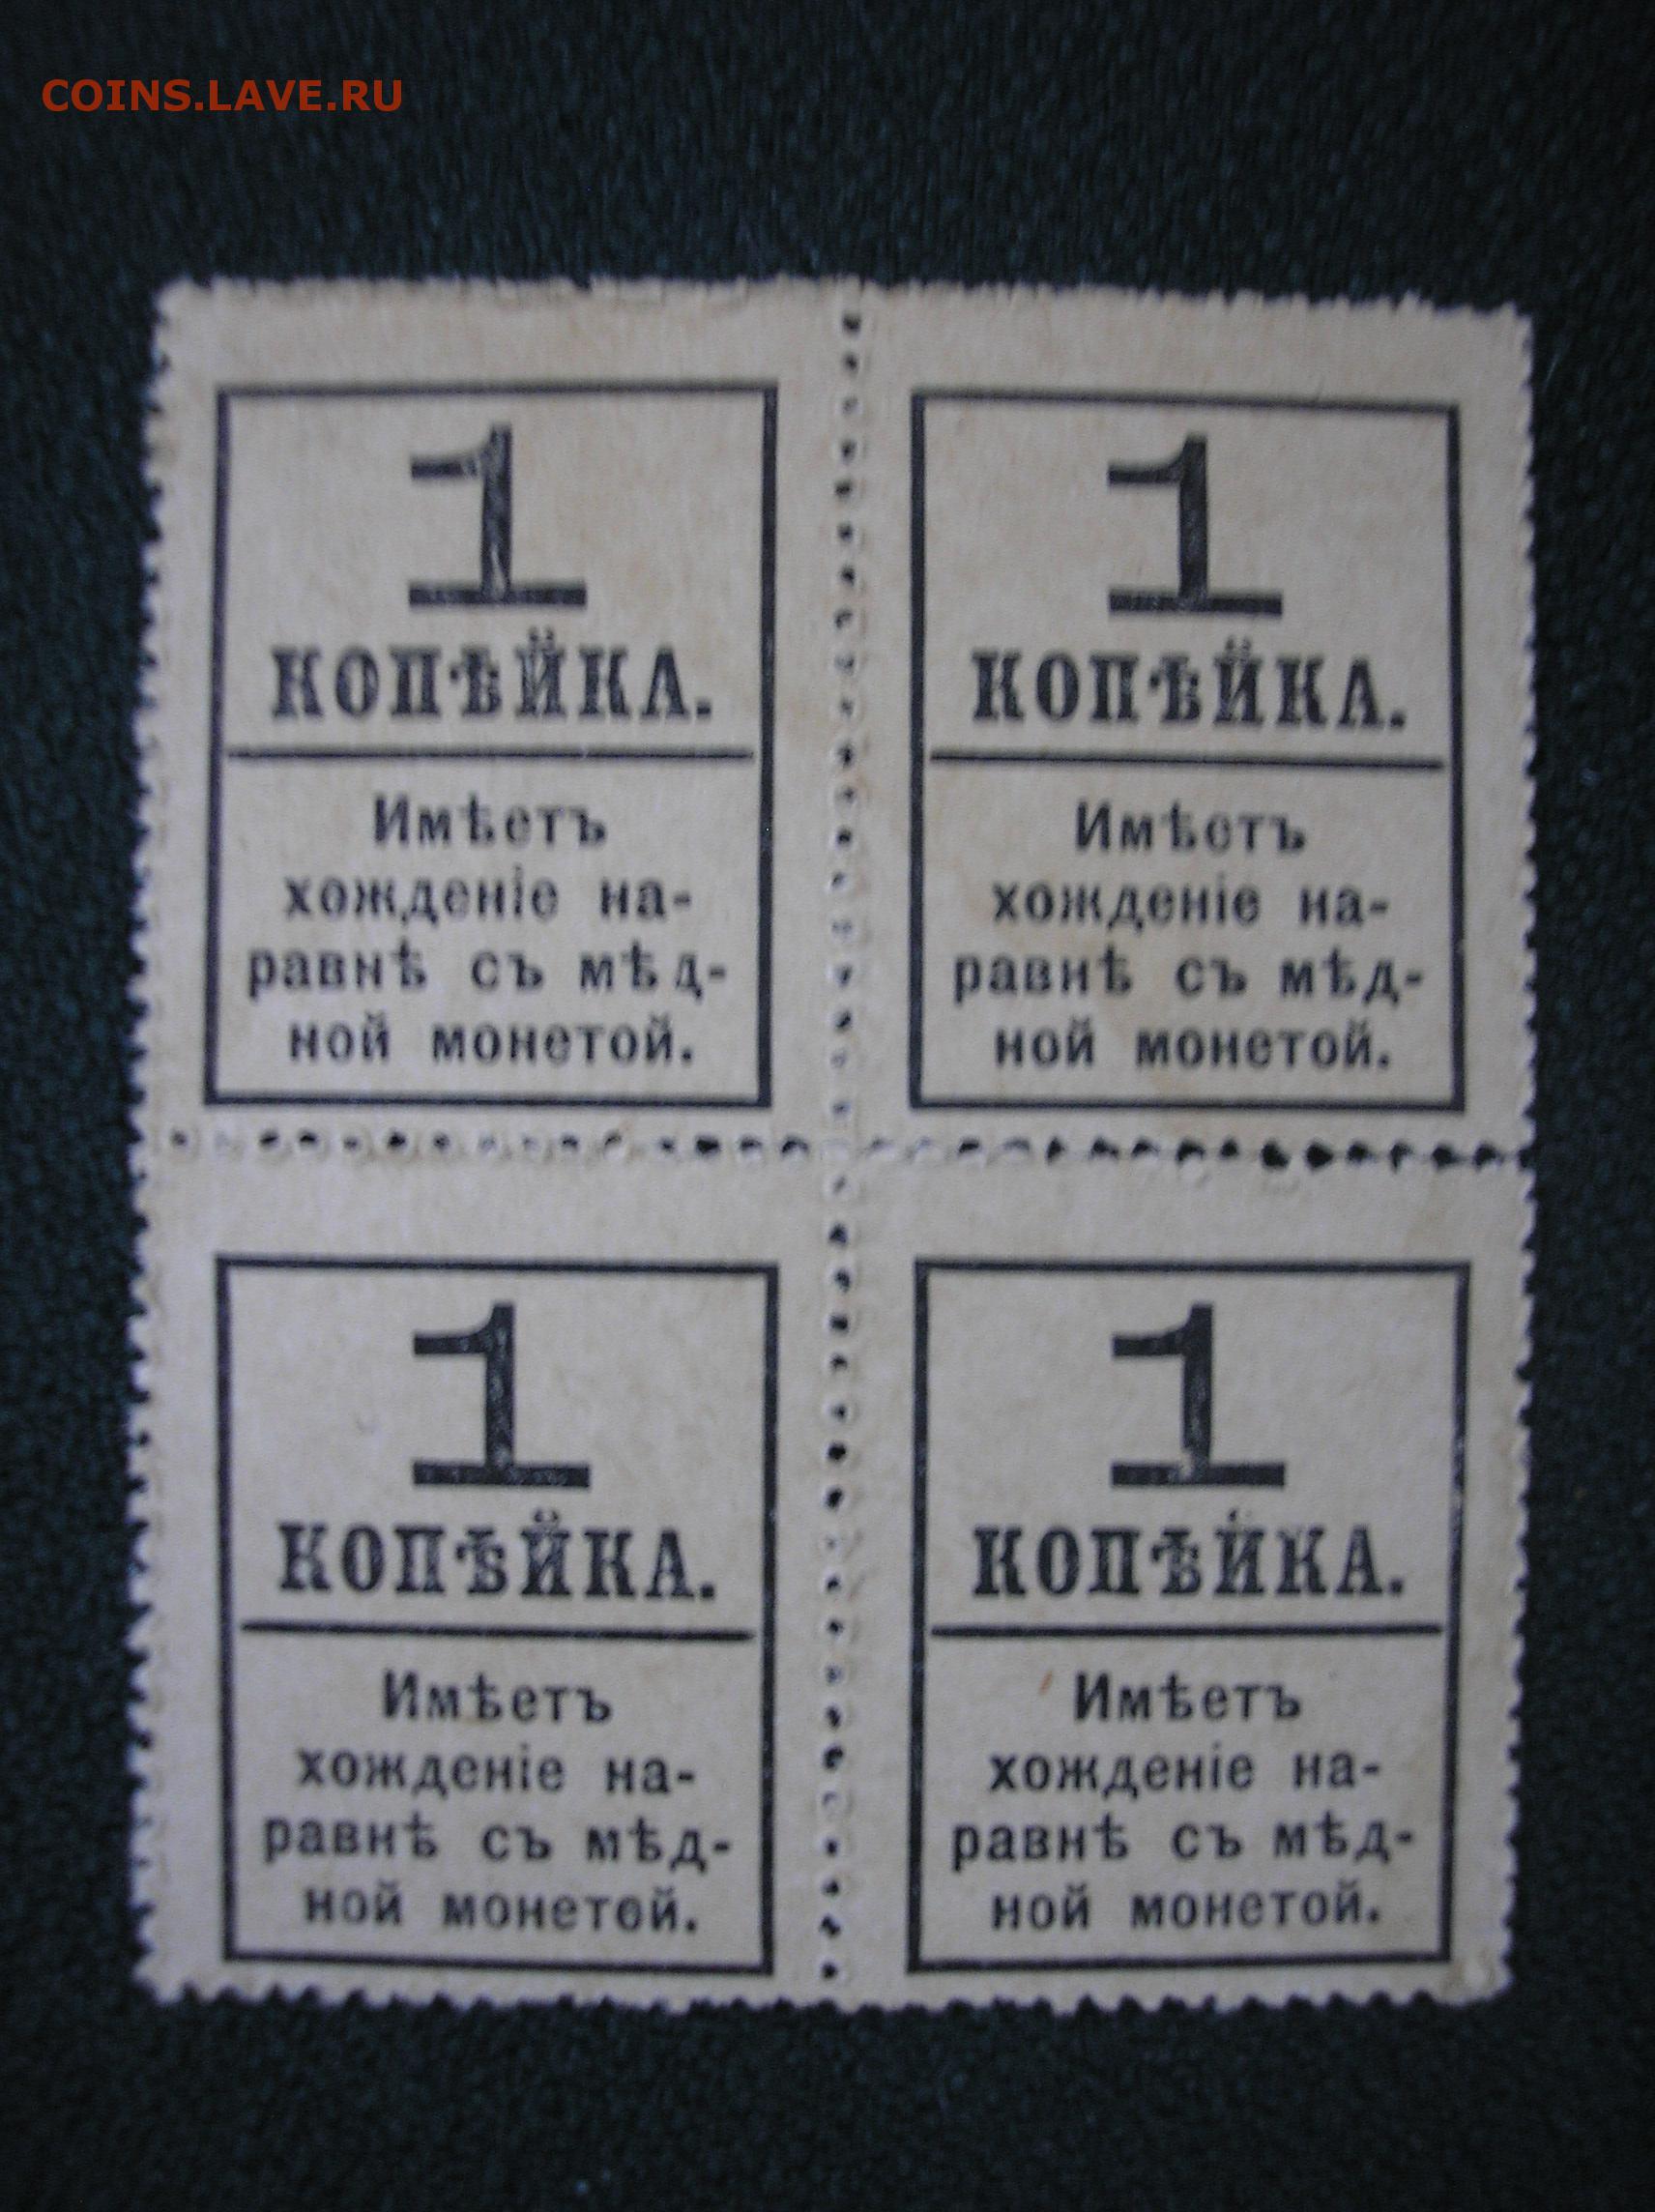 COINS.LAVE.RU
1
КОПѢЙКА.
Имѣетъ
хожденіе на-
равнѣ съ мѣд-
ной монетой.
1
КОПѢЙКА.
Имѣетъ
хожденіе на-
равнѣ съ мѣд-
ной монетой.
1
КОПѢЙКА.
Имѣетъ
хожденіе на-
равнѣ съ мѣд-
ной монетой.
1
КОПѢЙКА.
Имѣетъ
хожденіе на-
равнѣ съ мѣд-
ной монетой.